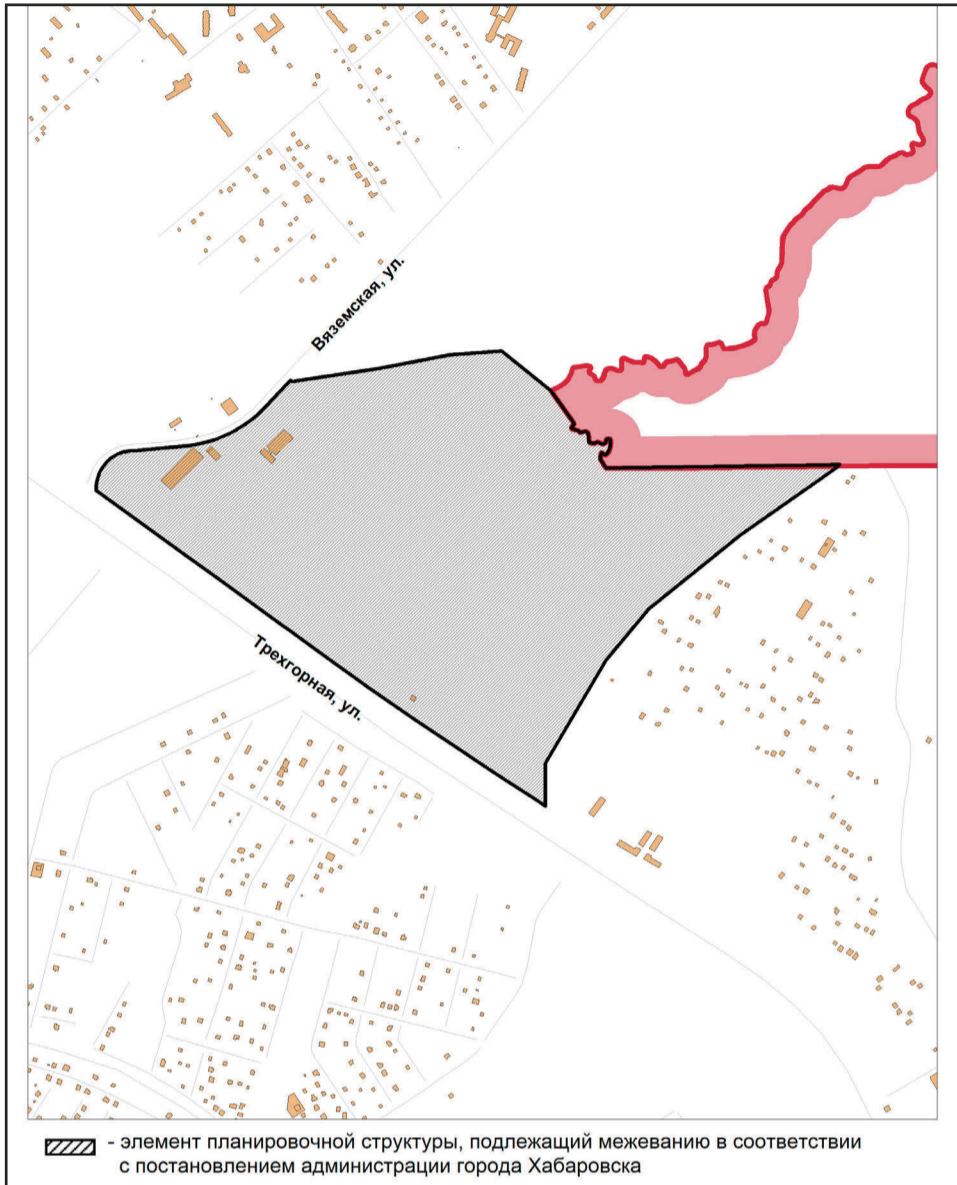 Вяземская, ул.
Трехгорная, ул.
- элемент планировочной структуры, подлежащий межеванию в соответствии
с постановлением администрации города Хабаровска